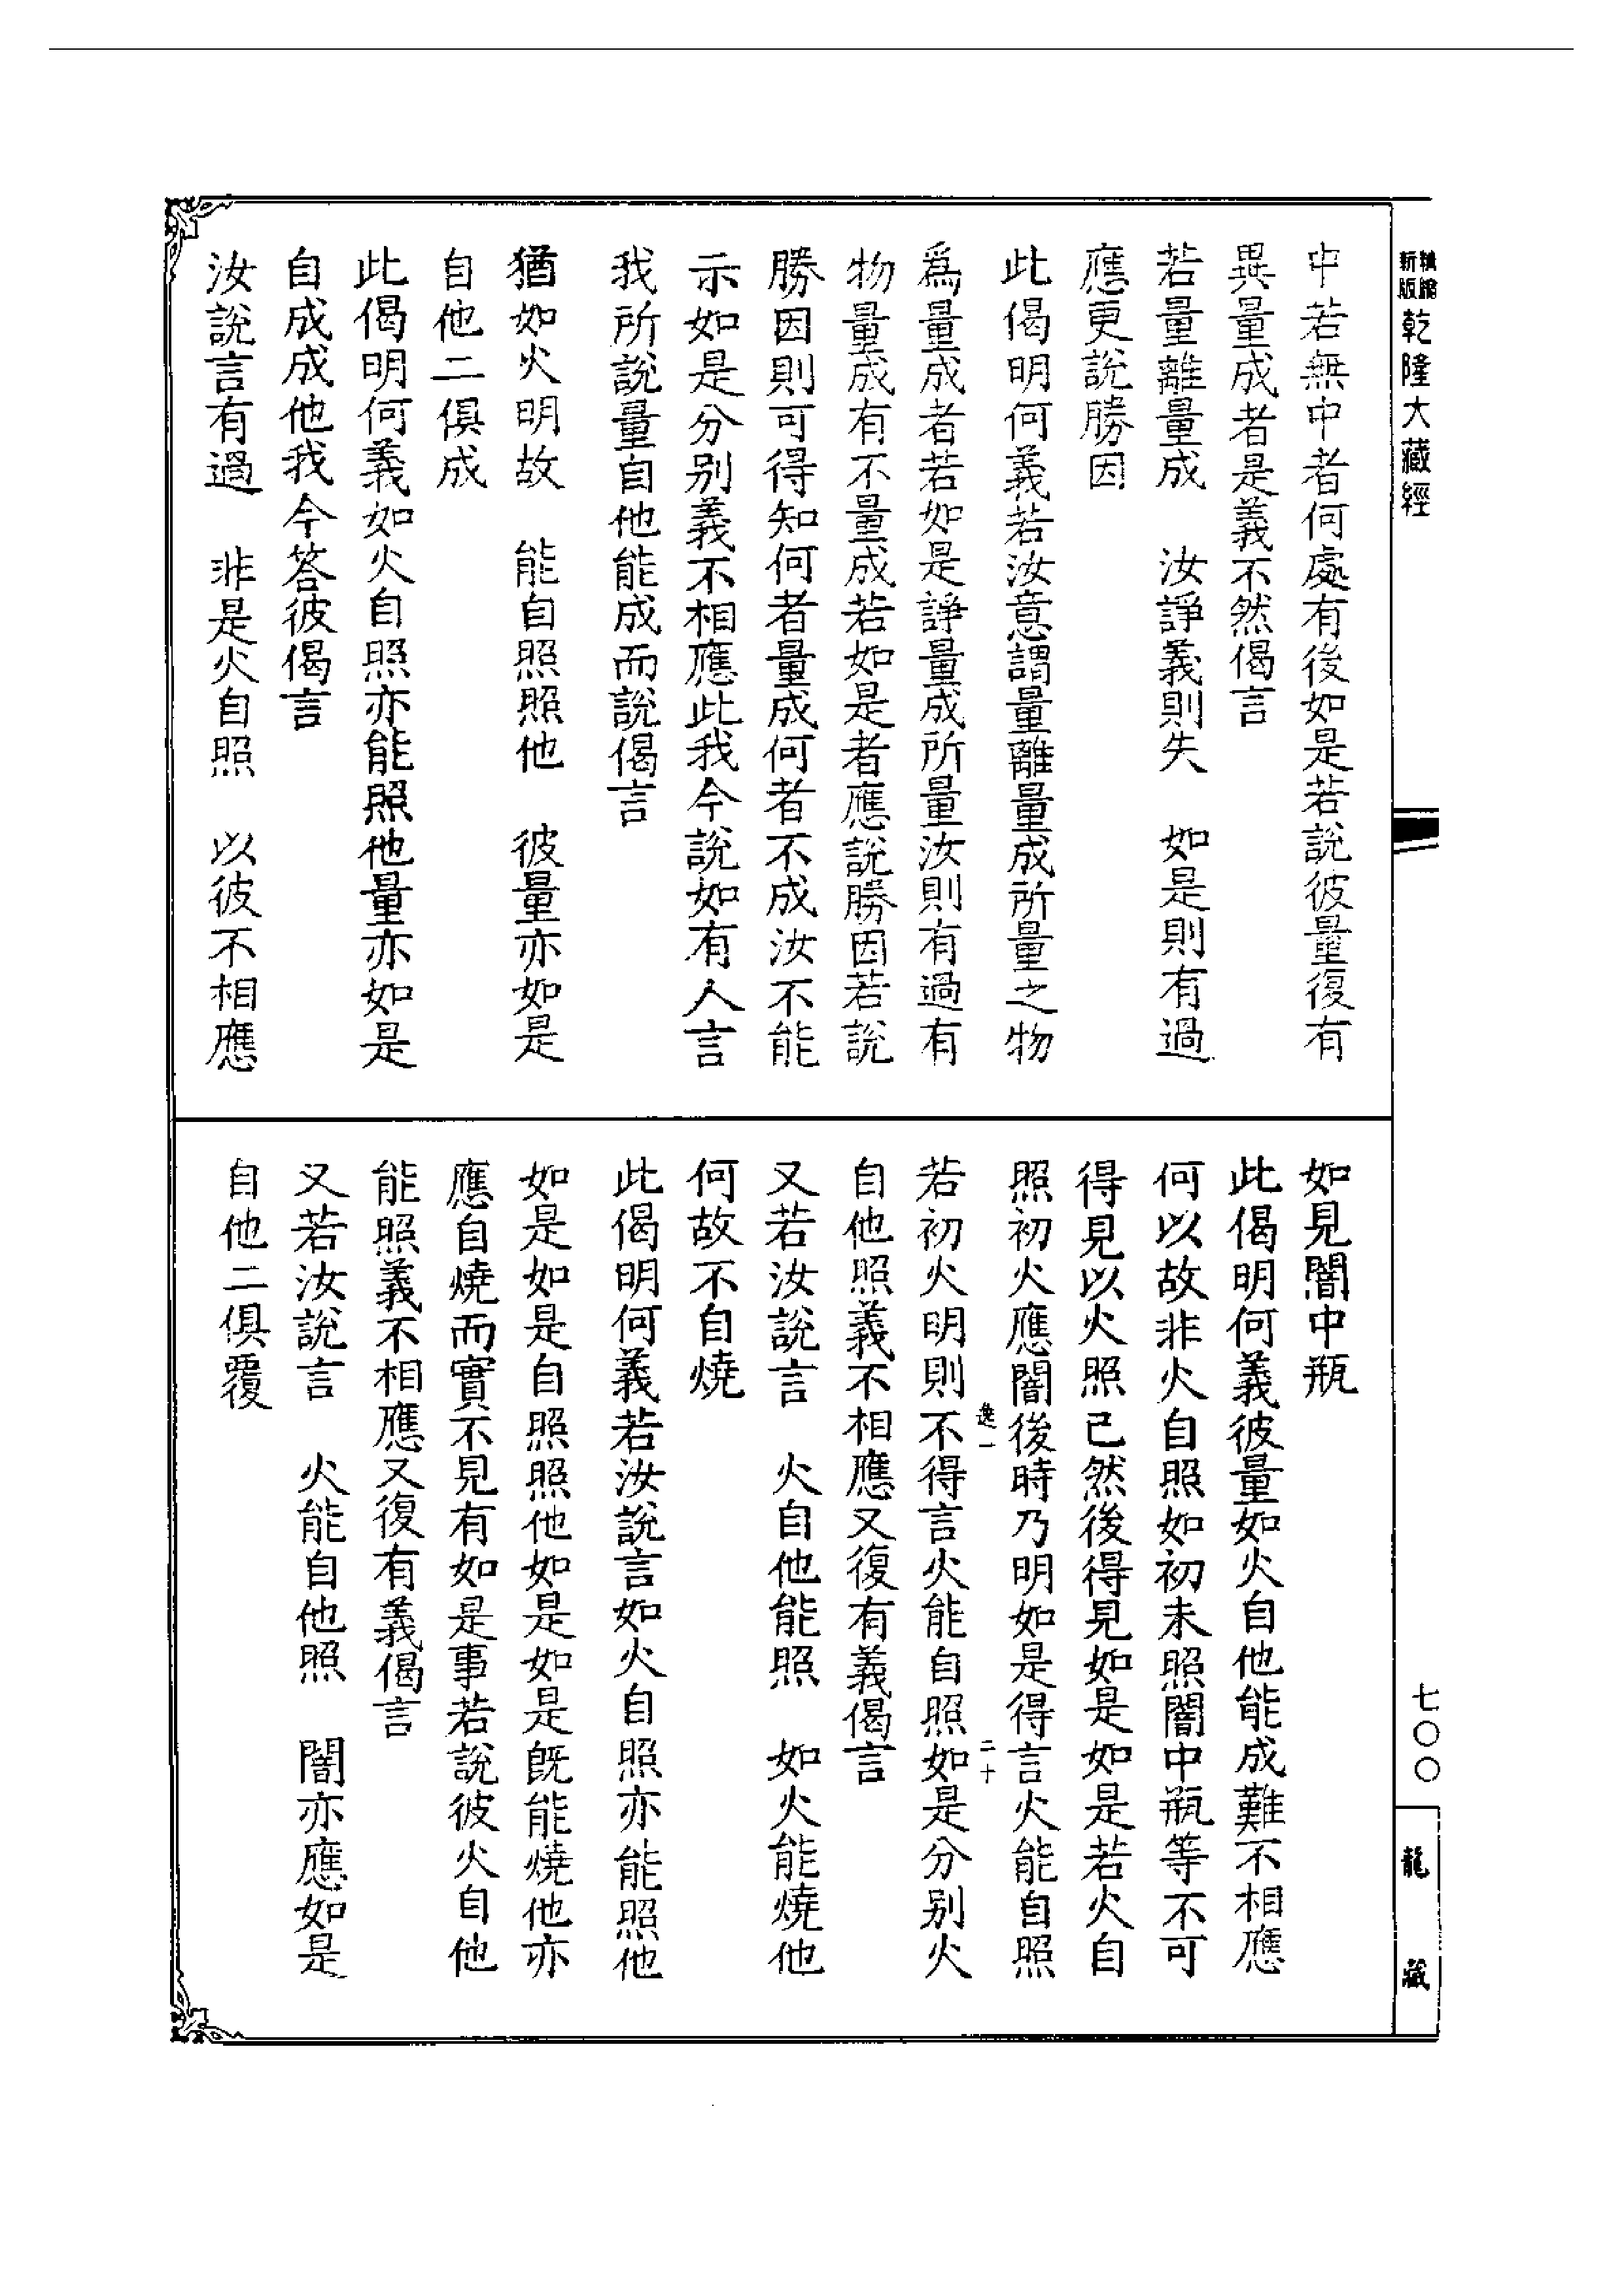 新版
精繪
乾隆大藏經
七〇〇
龍藏
中若無中者何處有後如是若說彼量復有
異量成者是義不然偈言
若量離量成　汝諍義則失　如是則有過
應更說勝因
此偈明何義若汝意謂量離量成所量之物
為量成者若如是諍量成所量汝則有過有
物量成有不量成若如是者應說勝因若說
勝因則可得知何者量成何者不成汝不能
示如是分別義不相應此我今說如有人言
我所說量自他能成而說偈言
猶如火明故　能自照照他　彼量亦如是
自他二俱成
此偈明何義如火自照亦能照他量亦如是
自成成他我今答彼偈言
汝說言有過　非是火自照　以彼不相應
如見闇中瓶
此偈明何義彼量如火自他能成難不相應
何以故非火自照如初未照闇中瓶等不可
得見以火照已然後得見如是如是若火自
照初火應闇後時乃明如是得言火能自照
若初火明則不得言火能自照如是分別火
逸一
二十
自他照義不相應又復有義偈言
又若汝說言　火自他能照　如火能燒他
何故不自燒
此偈明何義若汝說言如火自照亦能照他
如是如是自照照他如是如是既能燒他亦
應自燒而實不見有如是事若說彼火自他
能照義不相應又復有義偈言
又若汝說言　火能自他照　闇亦應如是
自他二俱覆